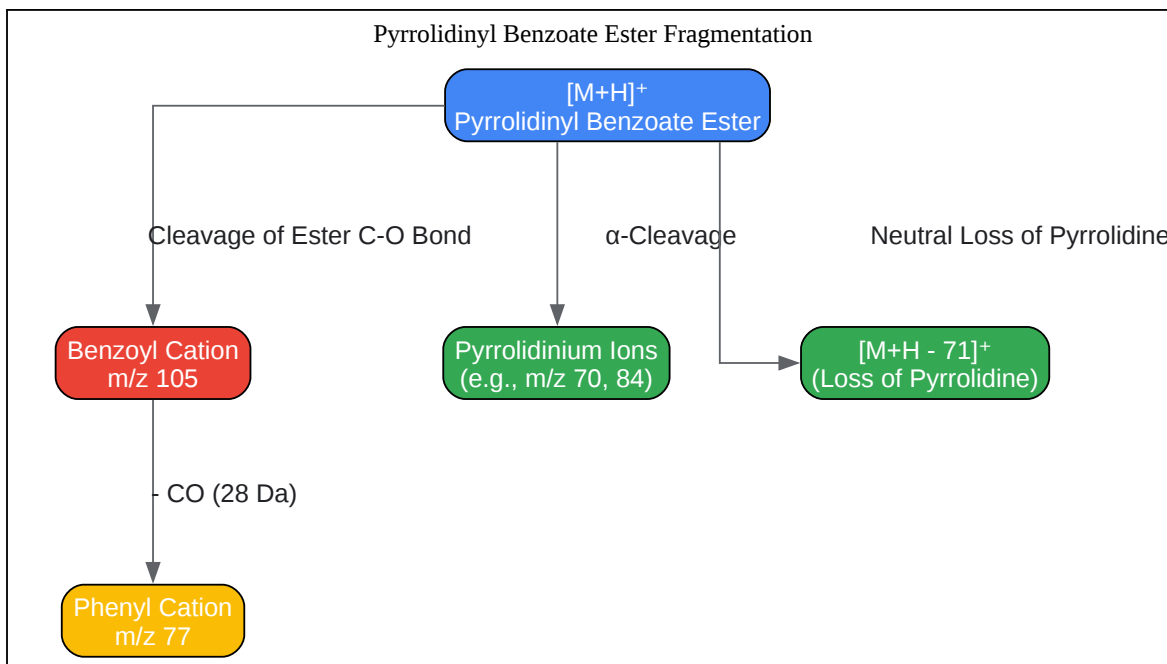 Pyrrolidinyl Benzoate Ester Fragmentation
[M+H]⁺
Pyrrolidinyl Benzoate Ester
Cleavage of Ester C-O Bond
α-Cleavage
Neutral Loss of Pyrrolidine
Benzoyl Cation
m/z 105
Pyrrolidinium Ions
(e.g., m/z 70, 84)
[M+H - 71]⁺
(Loss of Pyrrolidine)
- CO (28 Da)
Phenyl Cation
m/z 77